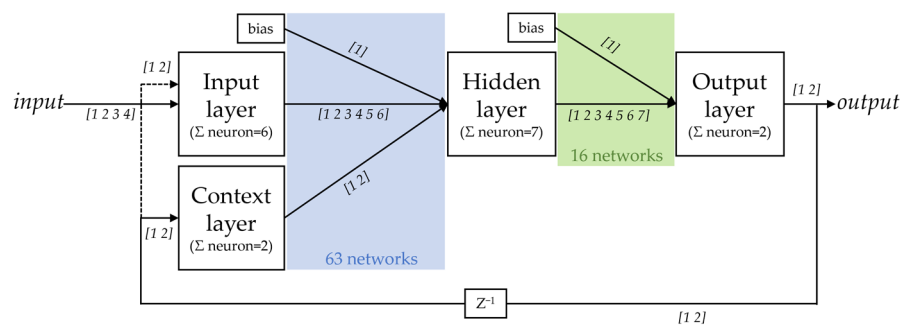 bias
bias
[1]
[1]
[1 2]
Input
layer
(Σ neuron=6)
Hidden
layer
(Σ neuron=7)
Output
layer
(Σ neuron=2)
[1 2]
input
output
[1 2 3 4]
[1 2 3 4 5 6]
[1 2 3 4 5 6 7]
16 networks
Context
layer
(Σ neuron=2)
[1 2]
[1 2]
63 networks
Z⁻¹
[1 2]